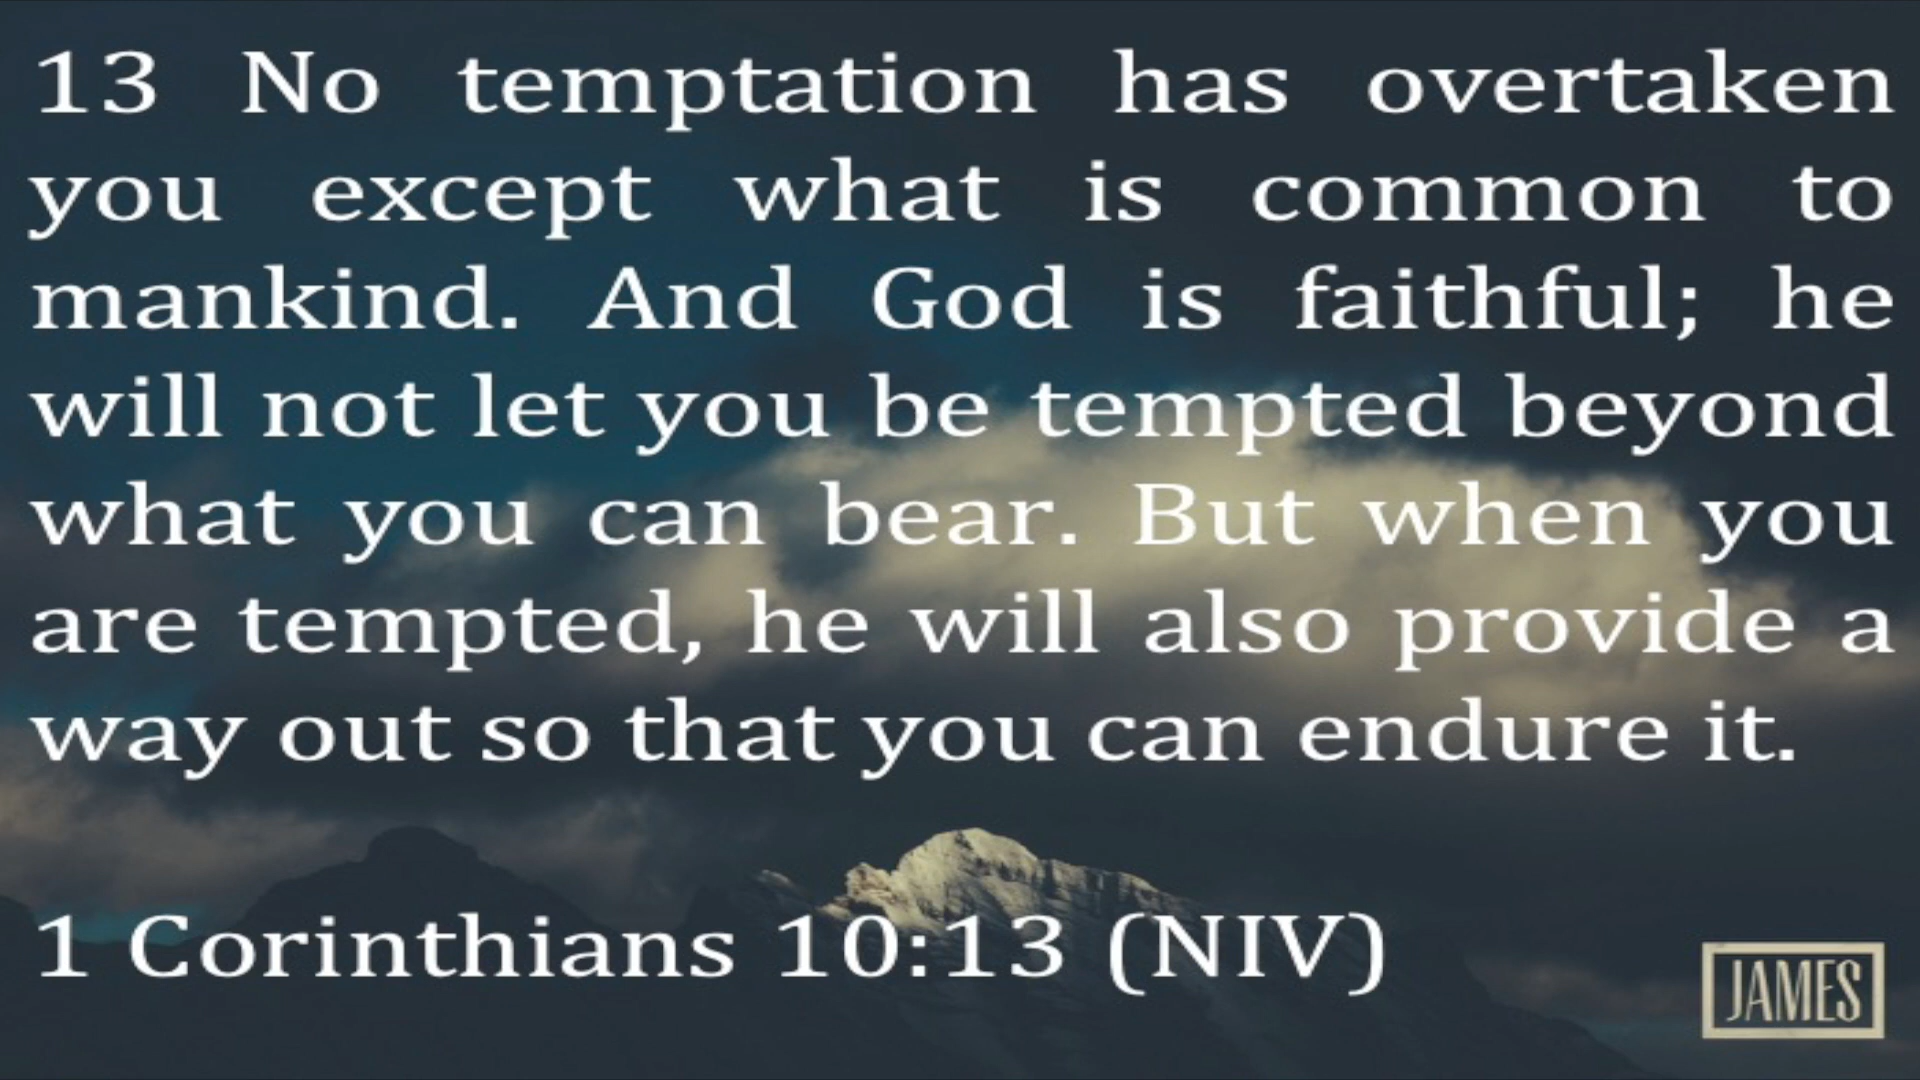 13 No temptation has overtaken
you except what is common to
mankind. And God is faithful; he
will not let you be tempted beyond
what you can bear. But when you
are tempted, he will also provide a
way out so that you can endure it.
1 Corinthians 10:13 (NIV)
JAMES